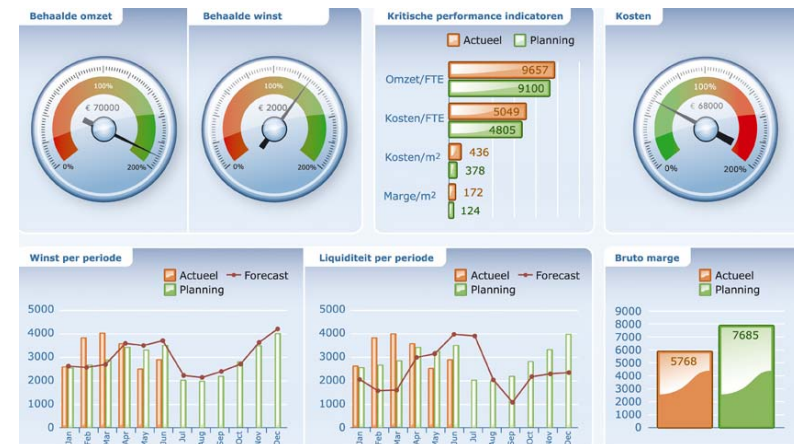 Behaalde omzet
100%
€ 70000
0%
200%
Behaalde winst
100%
€ 2000
0%
200%
Kritische performance indicatoren
Actueel Planning
Omzet/FTE
9657
9100
Kosten/FTE
5049
4805
Kosten/m²
436
378
Marge/m²
172
124
Kosten
100%
€ 68000
0%
200%
Winst per periode
Actueel Forecast
Planning
5000
4000
3000
2000
1000
0
Jan Feb Mar Apr May Jun Jul Aug Sep Oct Nov Dec
Liquiditeit per periode
Actueel Forecast
Planning
5000
4000
3000
2000
1000
0
Jan Feb Mar Apr May Jun Jul Aug Sep Oct Nov Dec
Bruto marge
Actueel
Planning
9000
8000
7000
6000
5000
4000
3000
2000
1000
0
5768
7685